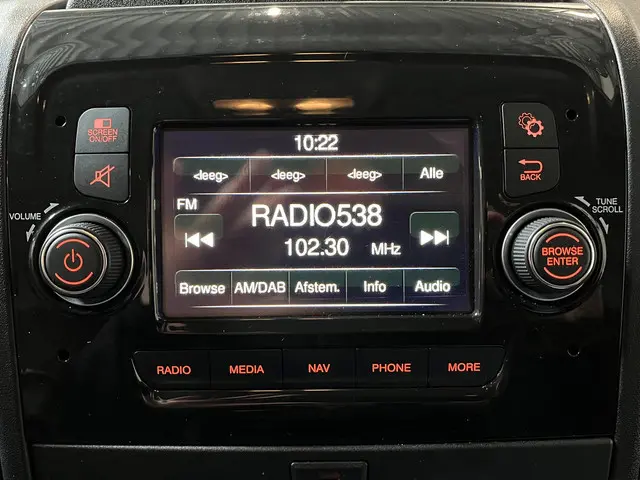 10:22
SCREEN
ON/OFF
<leeg> <leeg> <leeg> Alle
BACK
FM
VOLUME
RADIO538
TUNE
SCROLL
102.30 MHz
BROWSE
ENTER
Browse AM/DAB Afstem. Info Audio
RADIO MEDIA NAV PHONE MORE